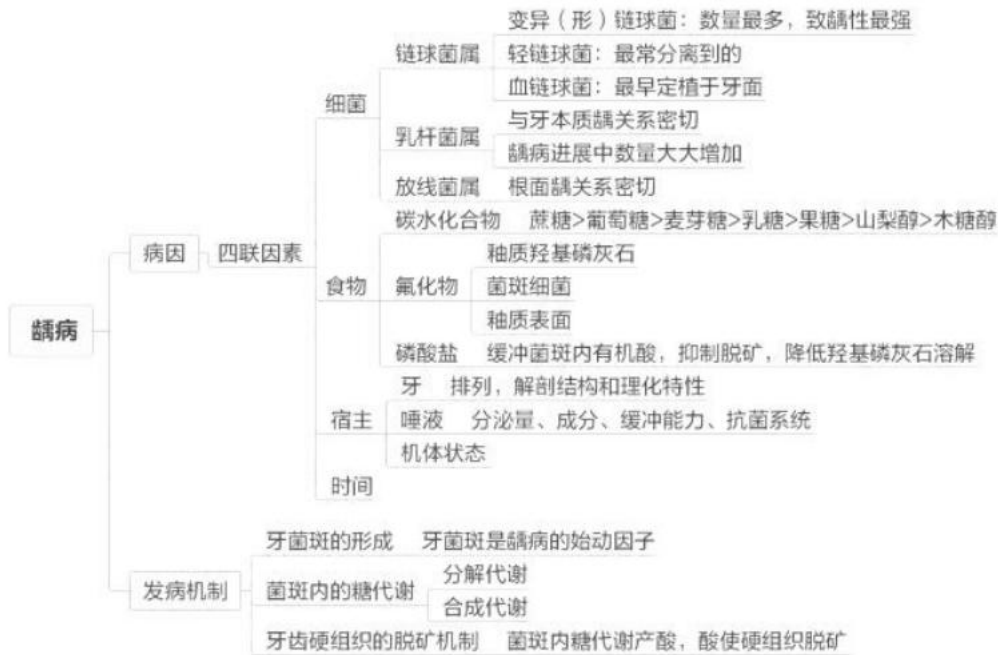 龋病
病因
四联因素
细菌
链球菌属
变异（形）链球菌：数量最多，致龋性最强
轻链球菌：最常分离到的
血链球菌：最早定植于牙面
乳杆菌属
与牙本质龋关系密切
龋病进展中数量大大增加
放线菌属
根面龋关系密切
食物
碳水化合物
蔗糖>葡萄糖>麦芽糖>乳糖>果糖>山梨醇>木糖醇
氟化物
釉质羟基磷灰石
菌斑细菌
釉质表面
磷酸盐
缓冲菌斑内有机酸，抑制脱矿，降低羟基磷灰石溶解
宿主
牙
排列，解剖结构和理化特性
唾液
分泌量、成分、缓冲能力、抗菌系统
机体状态
时间
发病机制
牙菌斑的形成
牙菌斑是龋病的始动因子
菌斑内的糖代谢
分解代谢
合成代谢
牙齿硬组织的脱矿机制
菌斑内糖代谢产酸，酸使硬组织脱矿